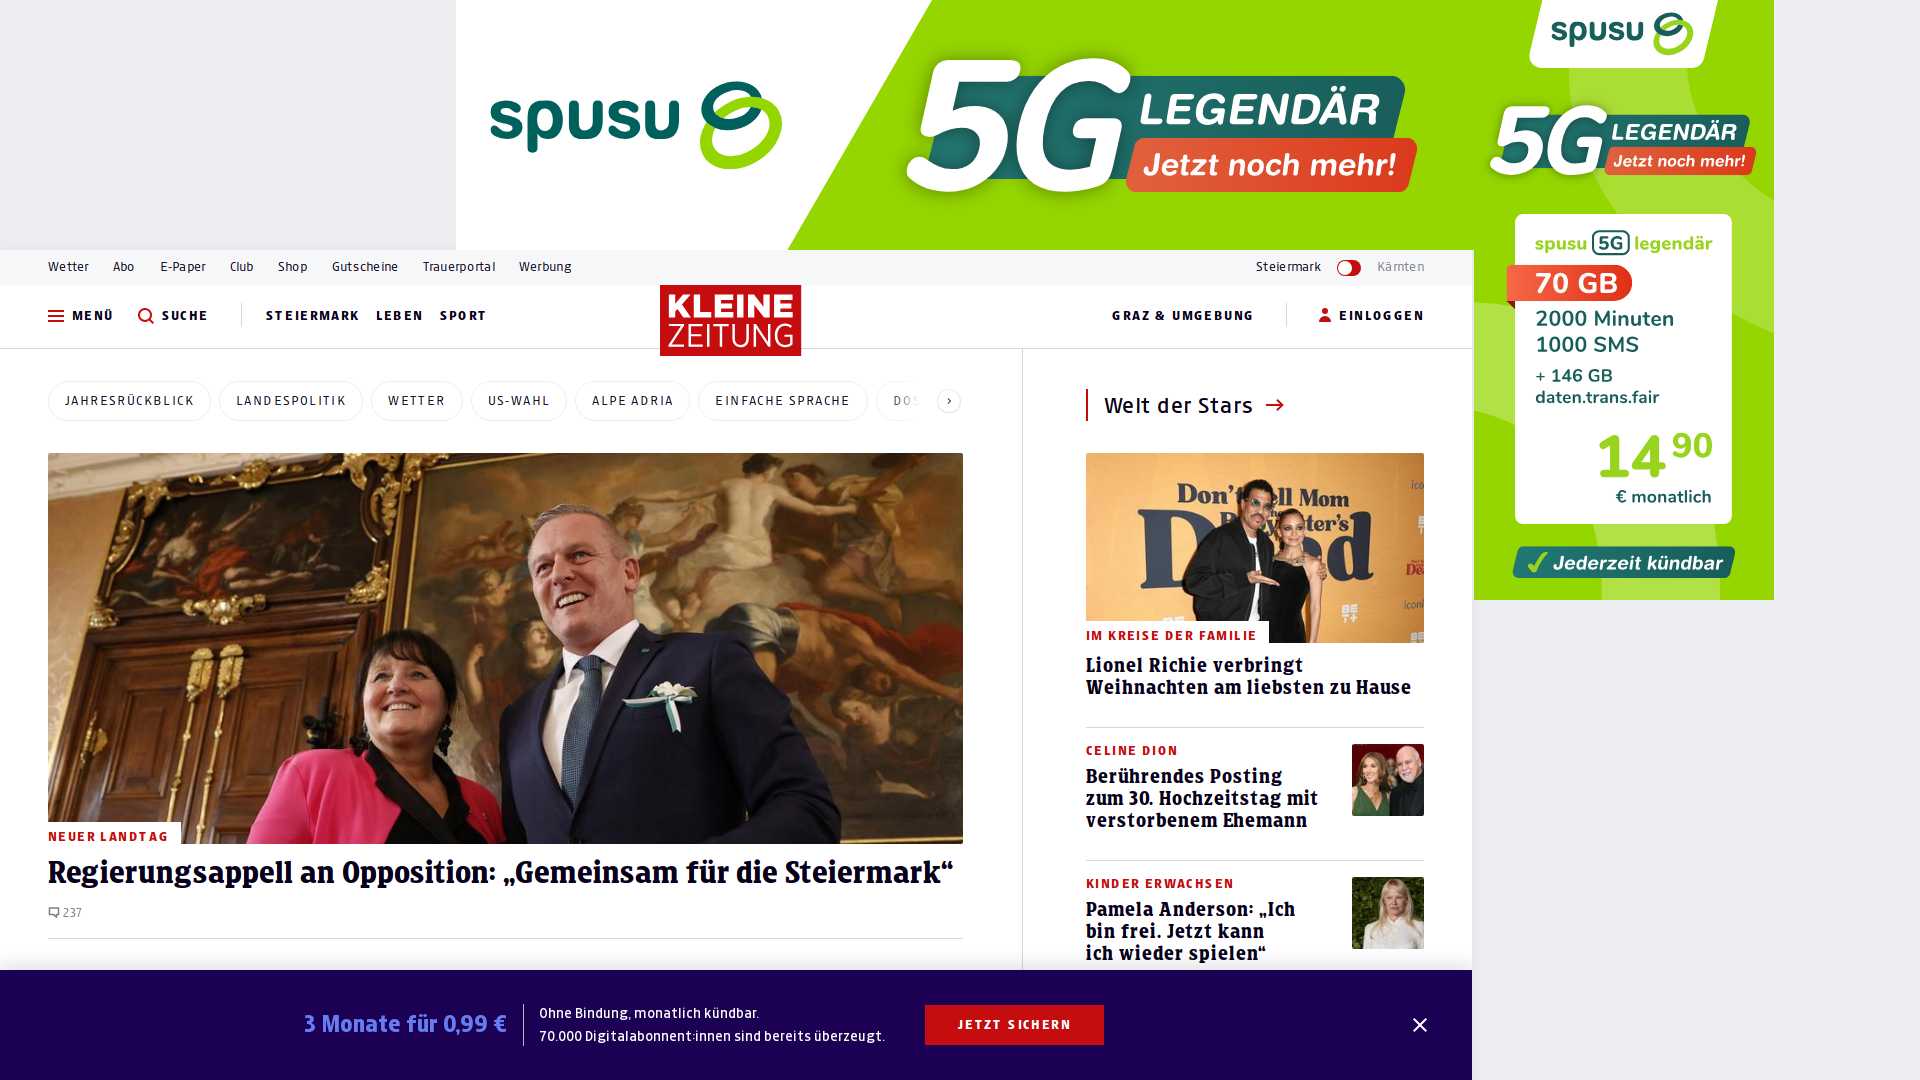 spusu
5G LEGENDÄR
Jetzt noch mehr!
spusu
5G LEGENDÄR
Jetzt noch mehr!
spusu 5G legendär
70 GB
2000 Minuten
1000 SMS
+ 146 GB
daten.trans.fair
14 90
€ monatlich
Jederzeit kündbar
Wetter Abo E-Paper Club Shop Gutscheine Trauerportal Werbung Steiermark Kärnten
MENÜ SUCHE STEIERMARK LEBEN SPORT
KLEINE
ZEITUNG
GRAZ & UMGEBUNG EINLOGGEN
JAHRESRÜCKBLICK LANDESPOLITIK WETTER US-WAHL ALPE ADRIA EINFACHE SPRACHE
NEUER LANDTAG
Regierungsappell an Opposition: „Gemeinsam für die Steiermark“
237
Welt der Stars
IM KREISE DER FAMILIE
Lionel Richie verbringt
Weihnachten am liebsten zu Hause
CELINE DION
Berührendes Posting
zum 30. Hochzeitstag mit
verstorbenem Ehemann
KINDER ERWACHSEN
Pamela Anderson: „Ich
bin frei. Jetzt kann
ich wieder spielen“
3 Monate für 0,99 €
Ohne Bindung, monatlich kündbar.
70.000 Digitalabonnent:innen sind bereits überzeugt.
JETZT SICHERN